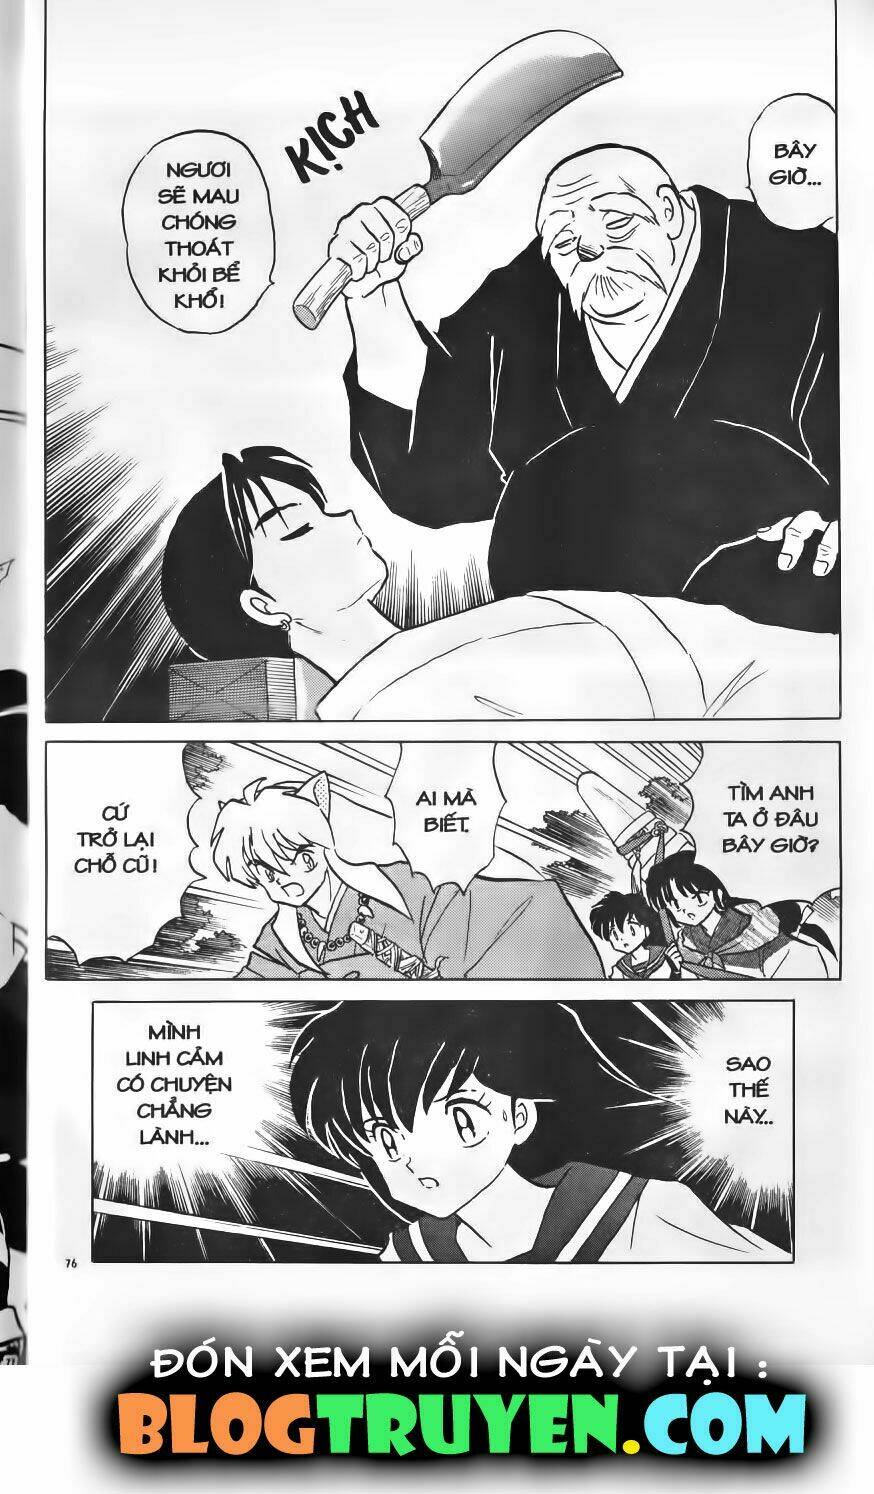 BÂY
GIỜ...
KỊCH
NGƯƠI
SẼ MAU
CHÓNG
THOÁT
KHỎI BỂ
KHỔ!
TÌM ANH
TA Ở ĐÂU
BÂY GIỜ?
AI MÀ
BIẾT.
CỨ
TRỞ LẠI
CHỖ CŨ!
SAO
THẾ
NÀY...
MÌNH
LINH CẢM
CÓ CHUYỆN
CHẲNG
LÀNH...
76
ĐÓN XEM MỖI NGÀY TẠI :
BLOGTRUYEN.COM